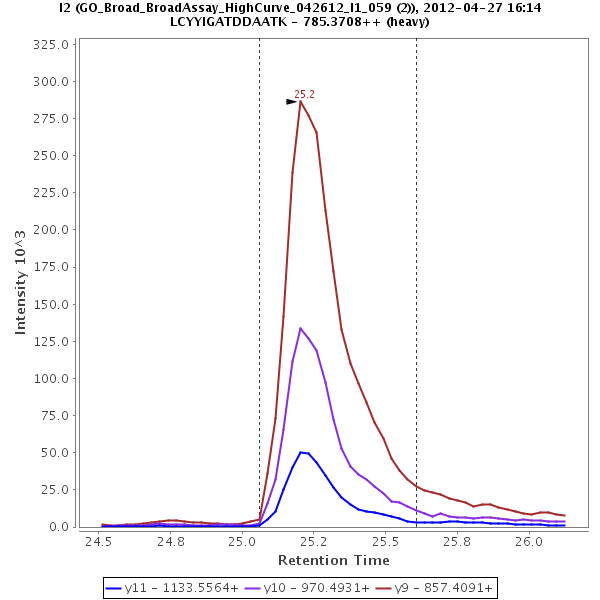 I2 (GO_Broad_BroadAssay_HighCurve_042612_I1_059 (2)), 2012-04-27 16:14
LCYYIGATDDAATK - 785.3708++ (heavy)
325.0
300.0
275.0
250.0
225.0
200.0
175.0
150.0
125.0
100.0
75.0
50.0
25.0
0.0
Intensity 10^3
25.2
24.5 24.8 25.0 25.2 25.5 25.8 26.0
Retention Time
y11 - 1133.5564+ y10 - 970.4931+ y9 - 857.4091+